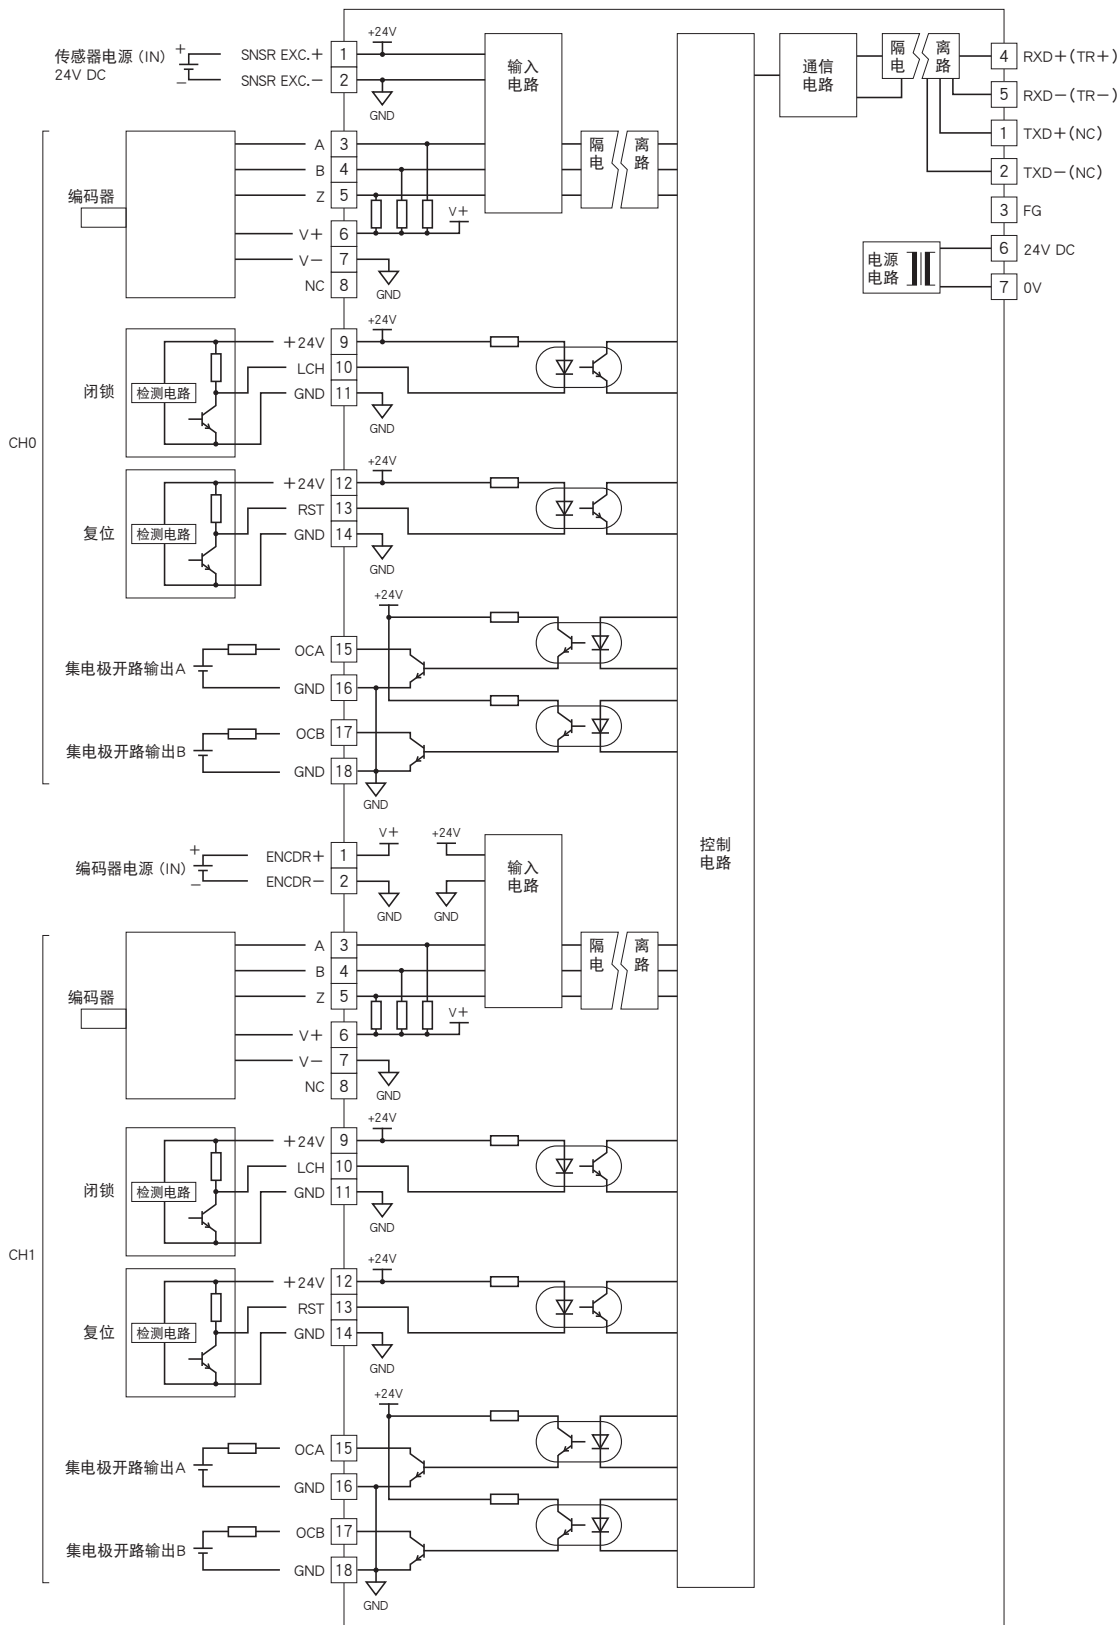 传感器电源 (IN)
24V DC
+
−
SNSR EXC.+ 1
SNSR EXC.− 2
+24V
GND
输入
电路
编码器
A 3
B 4
Z 5
V+ 6
V− 7
NC 8
V+
GND
隔 离
电 路
CH0
闭锁
检测电路
+24V 9
LCH 10
GND 11
+24V
GND
复位
检测电路
+24V 12
RST 13
GND 14
+24V
GND
+24V
集电极开路输出A
OCA 15
GND 16
集电极开路输出B
OCB 17
GND 18
GND
编码器电源 (IN)
+
−
ENCDR+ 1
ENCDR− 2
V+
GND
+24V
GND
输入
电路
编码器
A 3
B 4
Z 5
V+ 6
V− 7
NC 8
V+
GND
隔 离
电 路
CH1
闭锁
检测电路
+24V 9
LCH 10
GND 11
+24V
GND
复位
检测电路
+24V 12
RST 13
GND 14
+24V
GND
+24V
集电极开路输出A
OCA 15
GND 16
集电极开路输出B
OCB 17
GND 18
GND
控制
电路
通信
电路
隔 离
电 路
4 RXD+(TR+)
5 RXD−(TR−)
1 TXD+(NC)
2 TXD−(NC)
3 FG
电源
电路
6 24V DC
7 0V